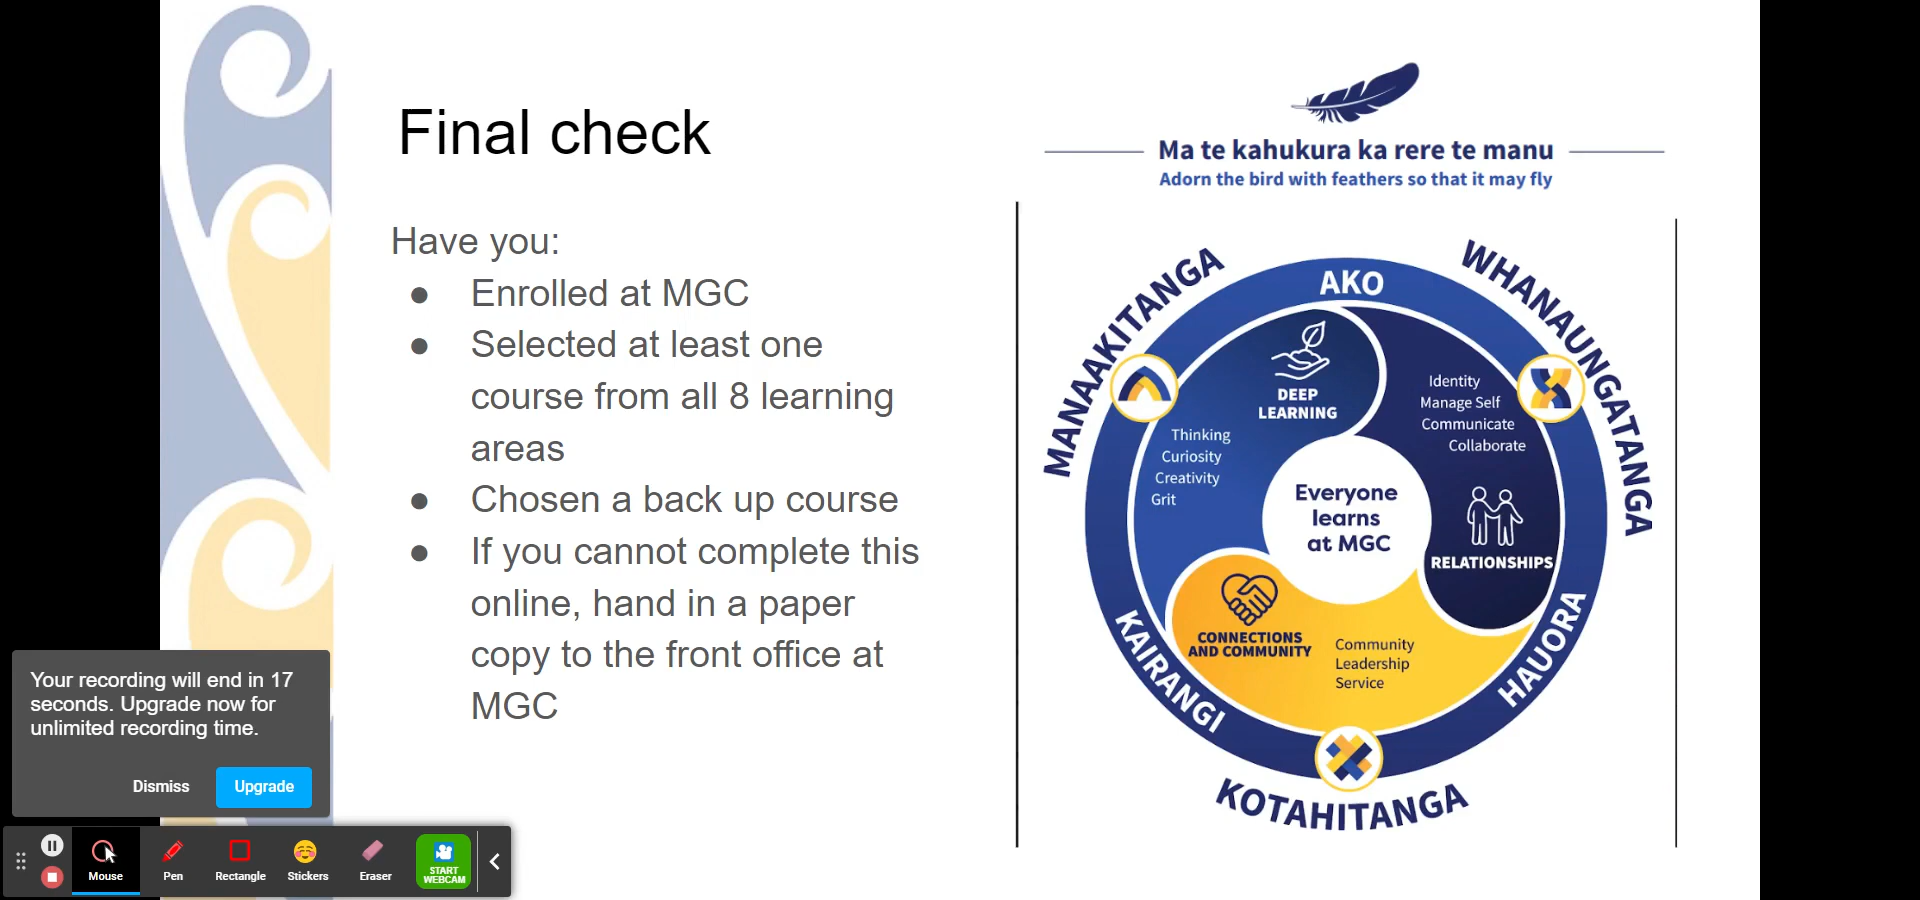 Final check
Have you:
● Enrolled at MGC
● Selected at least one
course from all 8 learning
areas
● Chosen a back up course
● If you cannot complete this
online, hand in a paper
copy to the front office at
MGC
Ma te kahukura ka rere te manu
Adorn the bird with feathers so that it may fly
MANAAKITANGA
AKO
WHANAUNGATANGA
DEEP
LEARNING
Thinking
Curiosity
Creativity
Grit
Identity
Manage Self
Communicate
Collaborate
Everyone
learns
at MGC
RELATIONSHIPS
CONNECTIONS
AND COMMUNITY
Community
Leadership
Service
KAIRANGI
HAUORA
KOTAHITANGA
Your recording will end in 17
seconds. Upgrade now for
unlimited recording time.
Dismiss
Upgrade
Mouse
Pen
Rectangle
Stickers
Eraser
START
WEBCAM